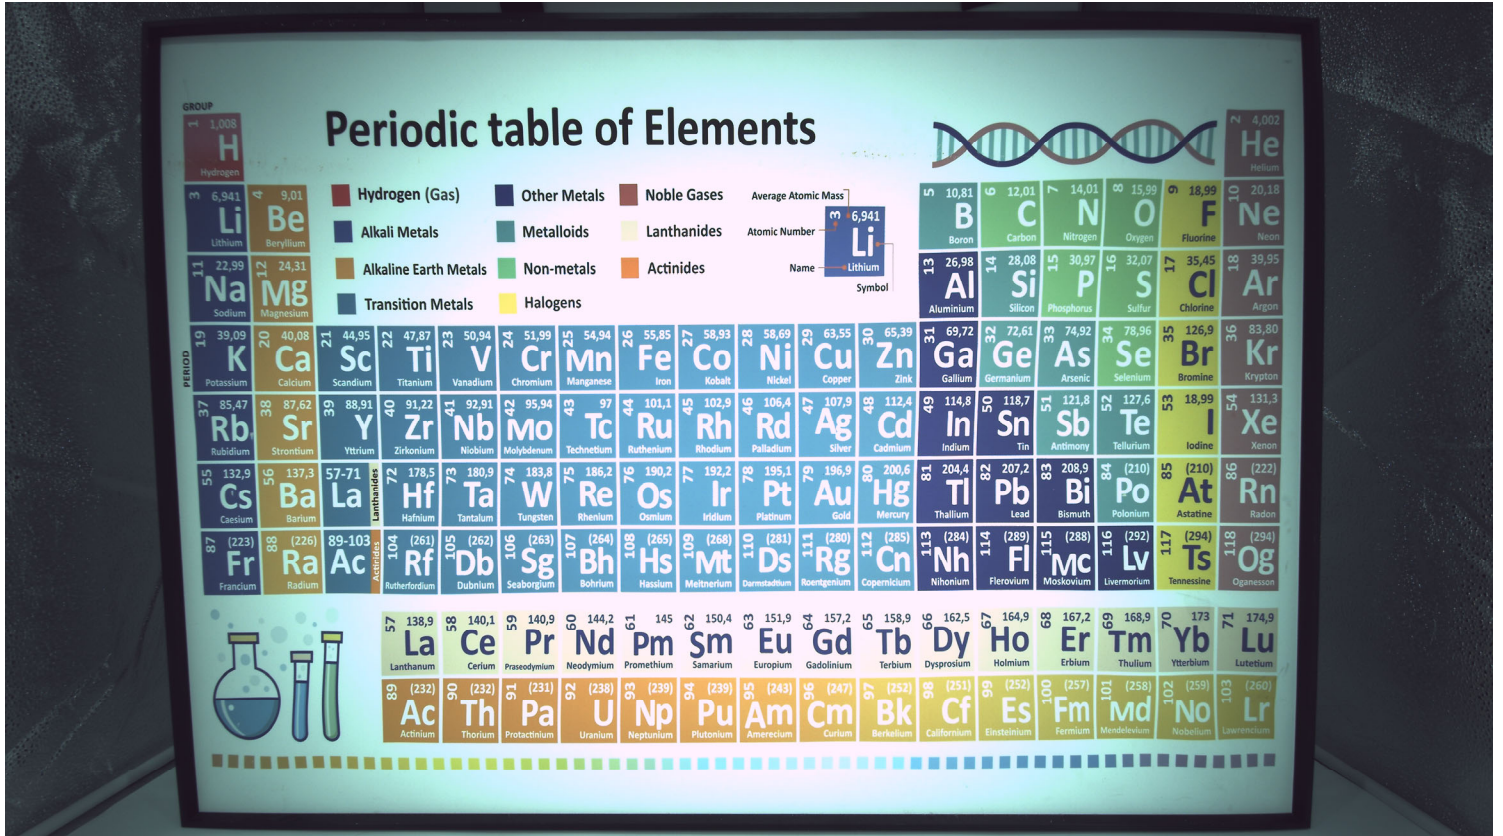 GROUP
Periodic table of Elements
1 1,008 H Hydrogen
2 4,002 He Helium
Hydrogen (Gas)
Other Metals
Noble Gases
Alkali Metals
Metalloids
Lanthanides
Alkaline Earth Metals
Non-metals
Actinides
Transition Metals
Halogens
Average Atomic Mass
Atomic Number
Name
Symbol
3 6,941 Li Lithium
3 6,941 Li Lithium
4 9,01 Be Beryllium
5 10,81 B Boron
6 12,01 C Carbon
7 14,01 N Nitrogen
8 15,99 O Oxygen
9 18,99 F Fluorine
10 20,18 Ne Neon
11 22,99 Na Sodium
12 24,31 Mg Magnesium
13 26,98 Al Aluminium
14 28,08 Si Silicon
15 30,97 P Phosphorus
16 32,07 S Sulfur
17 35,45 Cl Chlorine
18 39,95 Ar Argon
PERIOD
19 39,09 K Potassium
20 40,08 Ca Calcium
21 44,95 Sc Scandium
22 47,87 Ti Titanium
23 50,94 V Vanadium
24 51,99 Cr Chromium
25 54,94 Mn Manganese
26 55,85 Fe Iron
27 58,93 Co Kobalt
28 58,69 Ni Nickel
29 63,55 Cu Copper
30 65,39 Zn Zink
31 69,72 Ga Gallium
32 72,61 Ge Germanium
33 74,92 As Arsenic
34 78,96 Se Selenium
35 126,9 Br Bromine
36 83,80 Kr Krypton
37 85,47 Rb Rubidium
38 87,62 Sr Strontium
39 88,91 Y Yttrium
40 91,22 Zr Zirkonium
41 92,91 Nb Niobium
42 95,94 Mo Molybdenum
43 97 Tc Technetium
44 101,1 Ru Ruthenium
45 102,9 Rh Rhodium
46 106,4 Rd Palladium
47 107,9 Ag Silver
48 112,4 Cd Cadmium
49 114,8 In Indium
50 118,7 Sn Tin
51 121,8 Sb Antimony
52 127,6 Te Tellurium
53 18,99 I Iodine
54 131,3 Xe Xenon
55 132,9 Cs Caesium
56 137,3 Ba Barium
57-71 La Lanthanides
72 178,5 Hf Hafnium
73 180,9 Ta Tantalum
74 183,8 W Tungsten
75 186,2 Re Rhenium
76 190,2 Os Osmium
77 192,2 Ir Iridium
78 195,1 Pt Platinum
79 196,9 Au Gold
80 200,6 Hg Mercury
81 204,4 Tl Thallium
82 207,2 Pb Lead
83 208,9 Bi Bismuth
84 (210) Po Polonium
85 (210) At Astatine
86 (222) Rn Radon
87 (223) Fr Francium
88 (226) Ra Radium
89-103 Ac Actinides
104 (261) Rf Rutherfordium
105 (262) Db Dubnium
106 (263) Sg Seaborgium
107 (264) Bh Bohrium
108 (265) Hs Hassium
109 (268) Mt Meitnerium
110 (281) Ds Darmstadtium
111 (280) Rg Roentgenium
112 (285) Cn Copernicium
113 (284) Nh Nihonium
114 (289) Fl Flerovium
115 (288) Mc Moskovium
116 (292) Lv Livermorium
117 (294) Ts Tennessine
118 (294) Og Oganesson
57 138,9 La Lanthanum
58 140,1 Ce Cerium
59 140,9 Pr Praseodymium
60 144,2 Nd Neodymium
61 145 Pm Promethium
62 150,4 Sm Samarium
63 151,9 Eu Europium
64 157,2 Gd Gadolinium
65 158,9 Tb Terbium
66 162,5 Dy Dysprosium
67 164,9 Ho Holmium
68 167,2 Er Erbium
69 168,9 Tm Thulium
70 173 Yb Ytterbium
71 174,9 Lu Lutetium
89 (232) Ac Actinium
90 (232) Th Thorium
91 (231) Pa Protactinium
92 (238) U Uranium
93 (239) Np Neptunium
94 (239) Pu Plutonium
95 (243) Am Amerecium
96 (247) Cm Curium
97 (252) Bk Berkelium
98 (251) Cf Californium
99 (252) Es Einsteinium
100 (257) Fm Fermium
101 (258) Md Mendelevium
102 (259) No Nobelium
103 (260) Lr Lawrencium